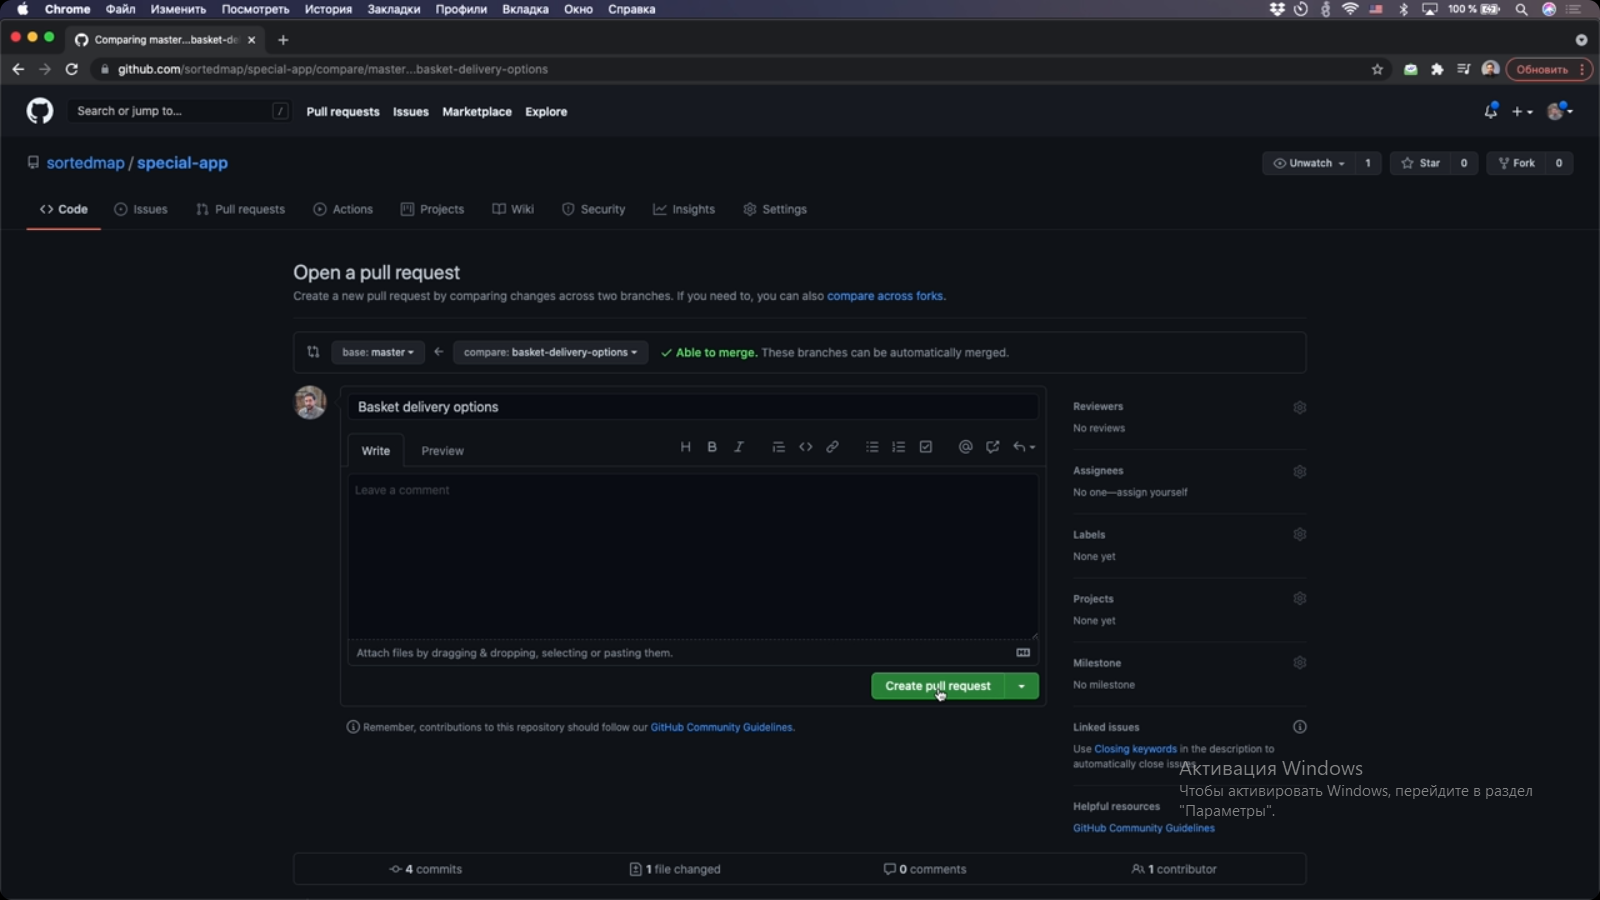 Chrome Файл Изменить Посмотреть История Закладки Профили Вкладка Окно Справка 100 %
Comparing master...basket-de
github.com/sortedmap/special-app/compare/master...basket-delivery-options Обновить
Search or jump to... / Pull requests Issues Marketplace Explore
sortedmap / special-app Unwatch 1 Star 0 Fork 0
Code Issues Pull requests Actions Projects Wiki Security Insights Settings
Open a pull request
Create a new pull request by comparing changes across two branches. If you need to, you can also compare across forks.
base: master compare: basket-delivery-options Able to merge. These branches can be automatically merged.
Basket delivery options
Write Preview H B I
Leave a comment
Attach files by dragging & dropping, selecting or pasting them.
Create pull request
Remember, contributions to this repository should follow our GitHub Community Guidelines.
Reviewers
No reviews
Assignees
No one—assign yourself
Labels
None yet
Projects
None yet
Milestone
No milestone
Linked issues
Use Closing keywords in the description to
automatically close issues
Активация Windows
Чтобы активировать Windows, перейдите в раздел
"Параметры".
Helpful resources
GitHub Community Guidelines
4 commits 1 file changed 0 comments 1 contributor